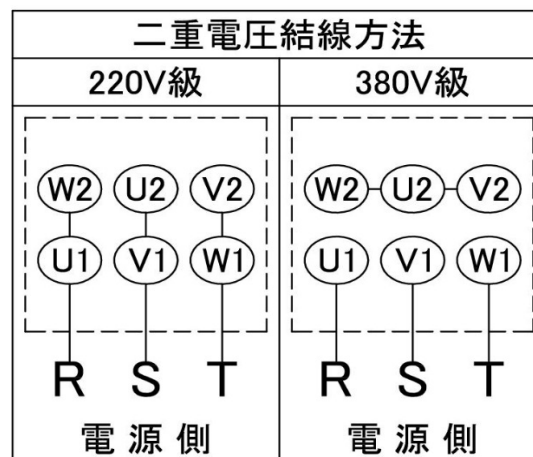 二重電圧結線方法
220V級 380V級
W2 U2 V2 W2 U2 V2
U1 V1 W1 U1 V1 W1
R S T R S T
電源側 電源側